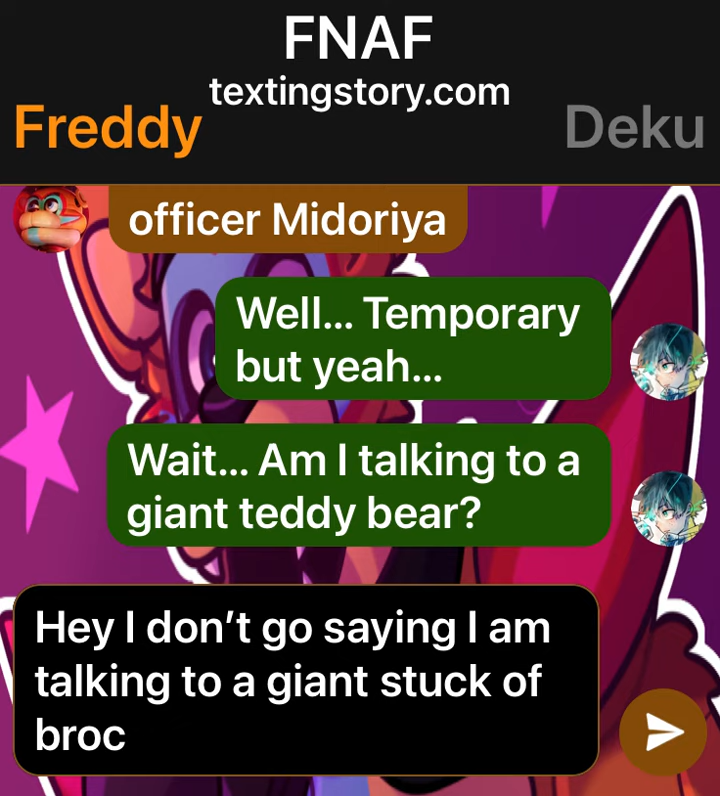 FNAF
textingstory.com
Freddy
Deku
officer Midoriya
Well... Temporary
but yeah...
Wait... Am I talking to a
giant teddy bear?
Hey I don’t go saying I am
talking to a giant stuck of
broc